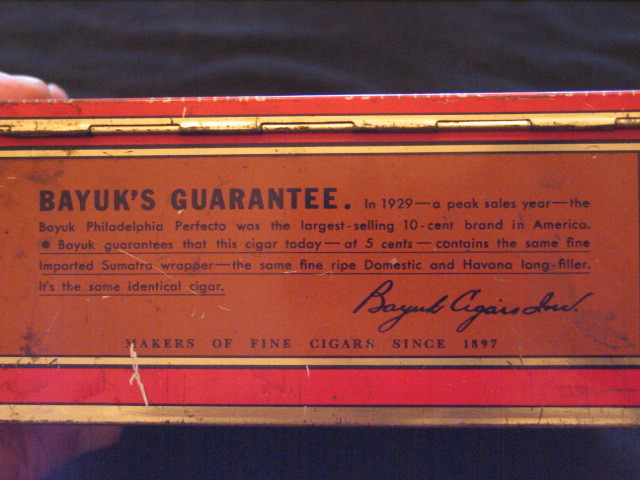 BAYUK'S GUARANTEE. In 1929—a peak sales year—the
Bayuk Philadelphia Perfecto was the largest-selling 10-cent brand in America.
• Bayuk guarantees that this cigar today—at 5 cents—contains the same fine
Imported Sumatra wrapper—the same fine ripe Domestic and Havana long-filler.
It's the same identical cigar.
Bayuk Cigars Inc.
MAKERS OF FINE CIGARS SINCE 1897